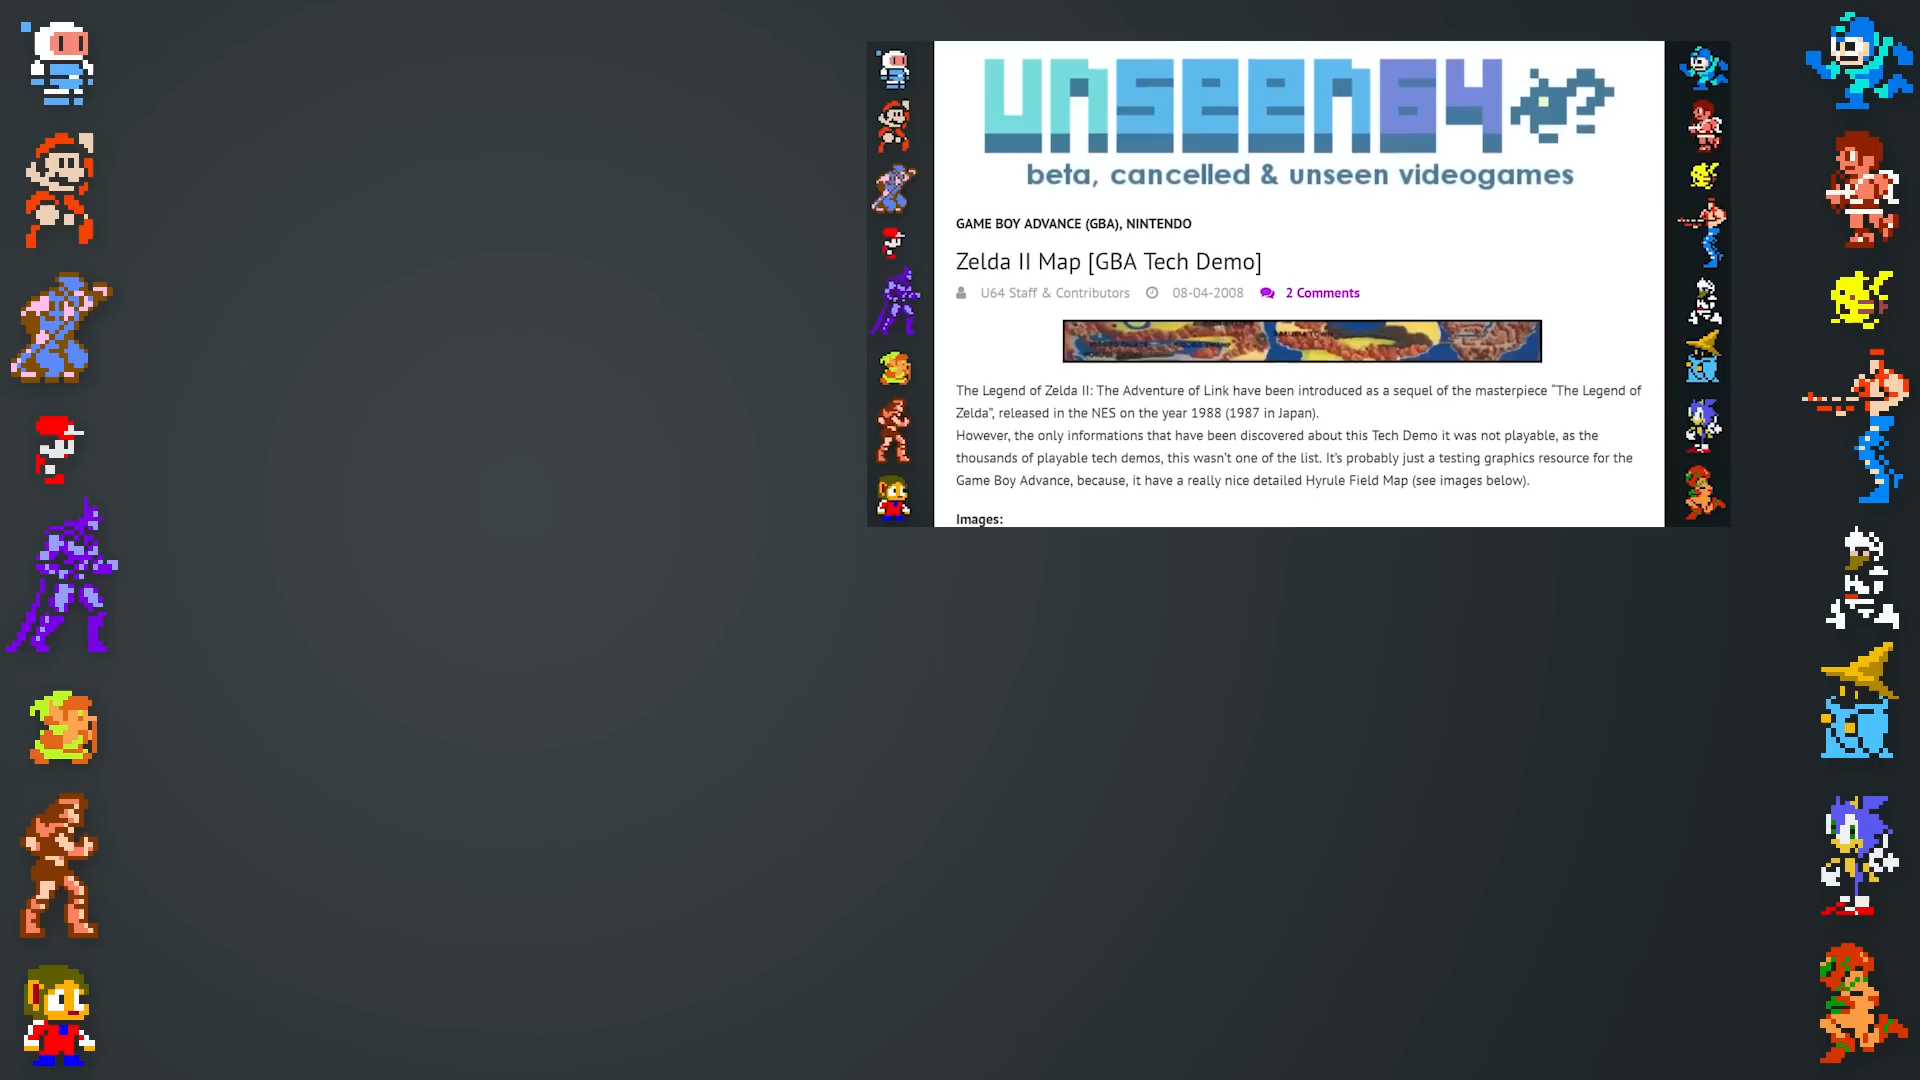 unseen64
beta, cancelled & unseen videogames
GAME BOY ADVANCE (GBA), NINTENDO
Zelda II Map [GBA Tech Demo]
U64 Staff & Contributors 08-04-2008 2 Comments
The Legend of Zelda II: The Adventure of Link have been introduced as a sequel of the masterpiece “The Legend of
Zelda”, released in the NES on the year 1988 (1987 in Japan).
However, the only informations that have been discovered about this Tech Demo it was not playable, as the
thousands of playable tech demos, this wasn’t one of the list. It’s probably just a testing graphics resource for the
Game Boy Advance, because, it have a really nice detailed Hyrule Field Map (see images below).
Images: